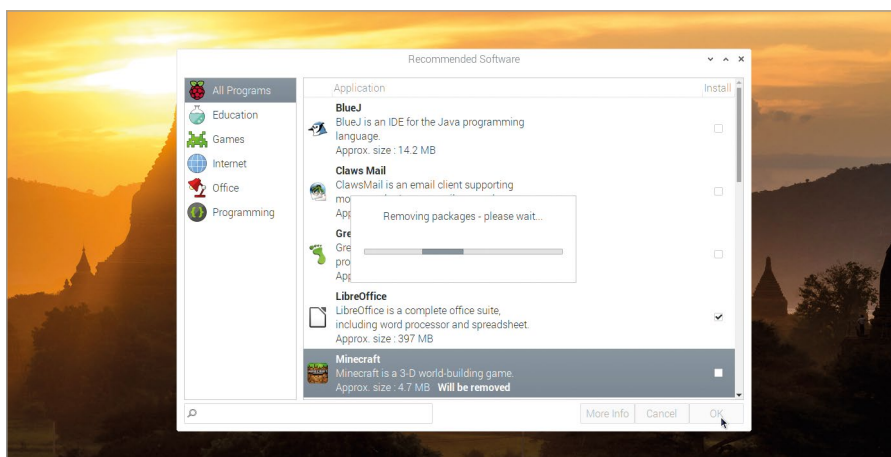 Recommended Software
All Programs
Education
Games
Internet
Office
Programming
Application
Install
BlueJ
BlueJ is an IDE for the Java programming
language.
Approx. size : 14.2 MB
Claws Mail
ClawsMail is an email client supporting
Removing packages - please wait...
LibreOffice
LibreOffice is a complete office suite,
including word processor and spreadsheet.
Approx. size : 397 MB
Minecraft
Minecraft is a 3-D world-building game.
Approx. size : 4.7 MB Will be removed
More Info
Cancel
OK